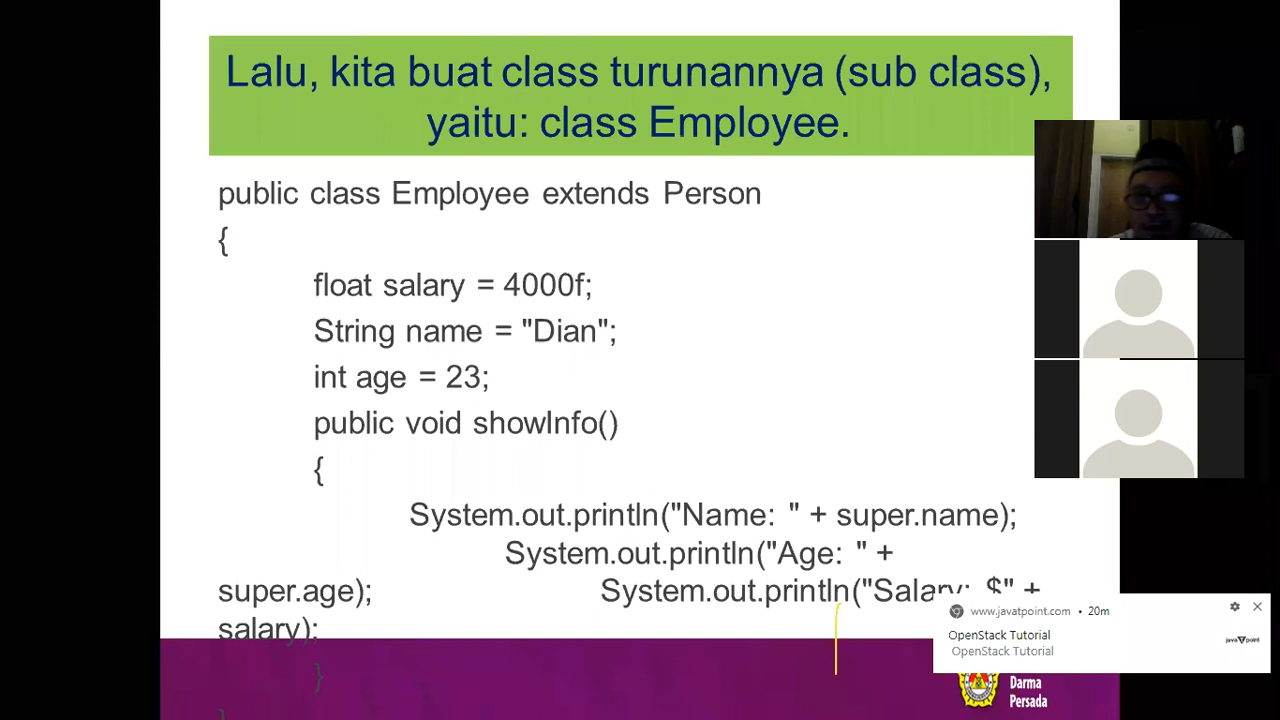 Lalu, kita buat class turunannya (sub class),
yaitu: class Employee.
public class Employee extends Person
{
float salary = 4000f;
String name = "Dian";
int age = 23;
public void showInfo()
{
System.out.println("Name: " + super.name);
System.out.println("Age: " +
super.age); System.out.println("Salary: $" +
salary);
}
}
www.javatpoint.com • 20m
OpenStack Tutorial
OpenStack Tutorial
java point
Darma
Persada